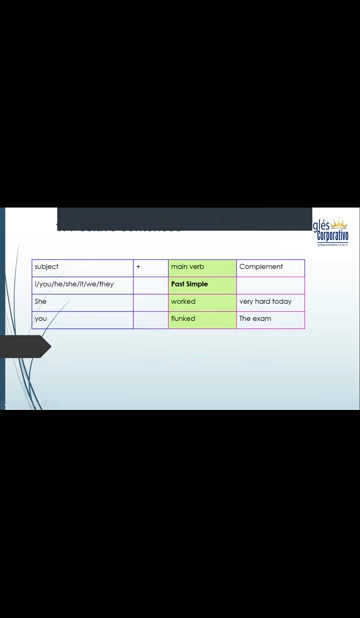 glés
Corporativo
subject + main verb Complement
I/you/he/she/it/we/they Past Simple
She worked very hard today
you flunked The exam